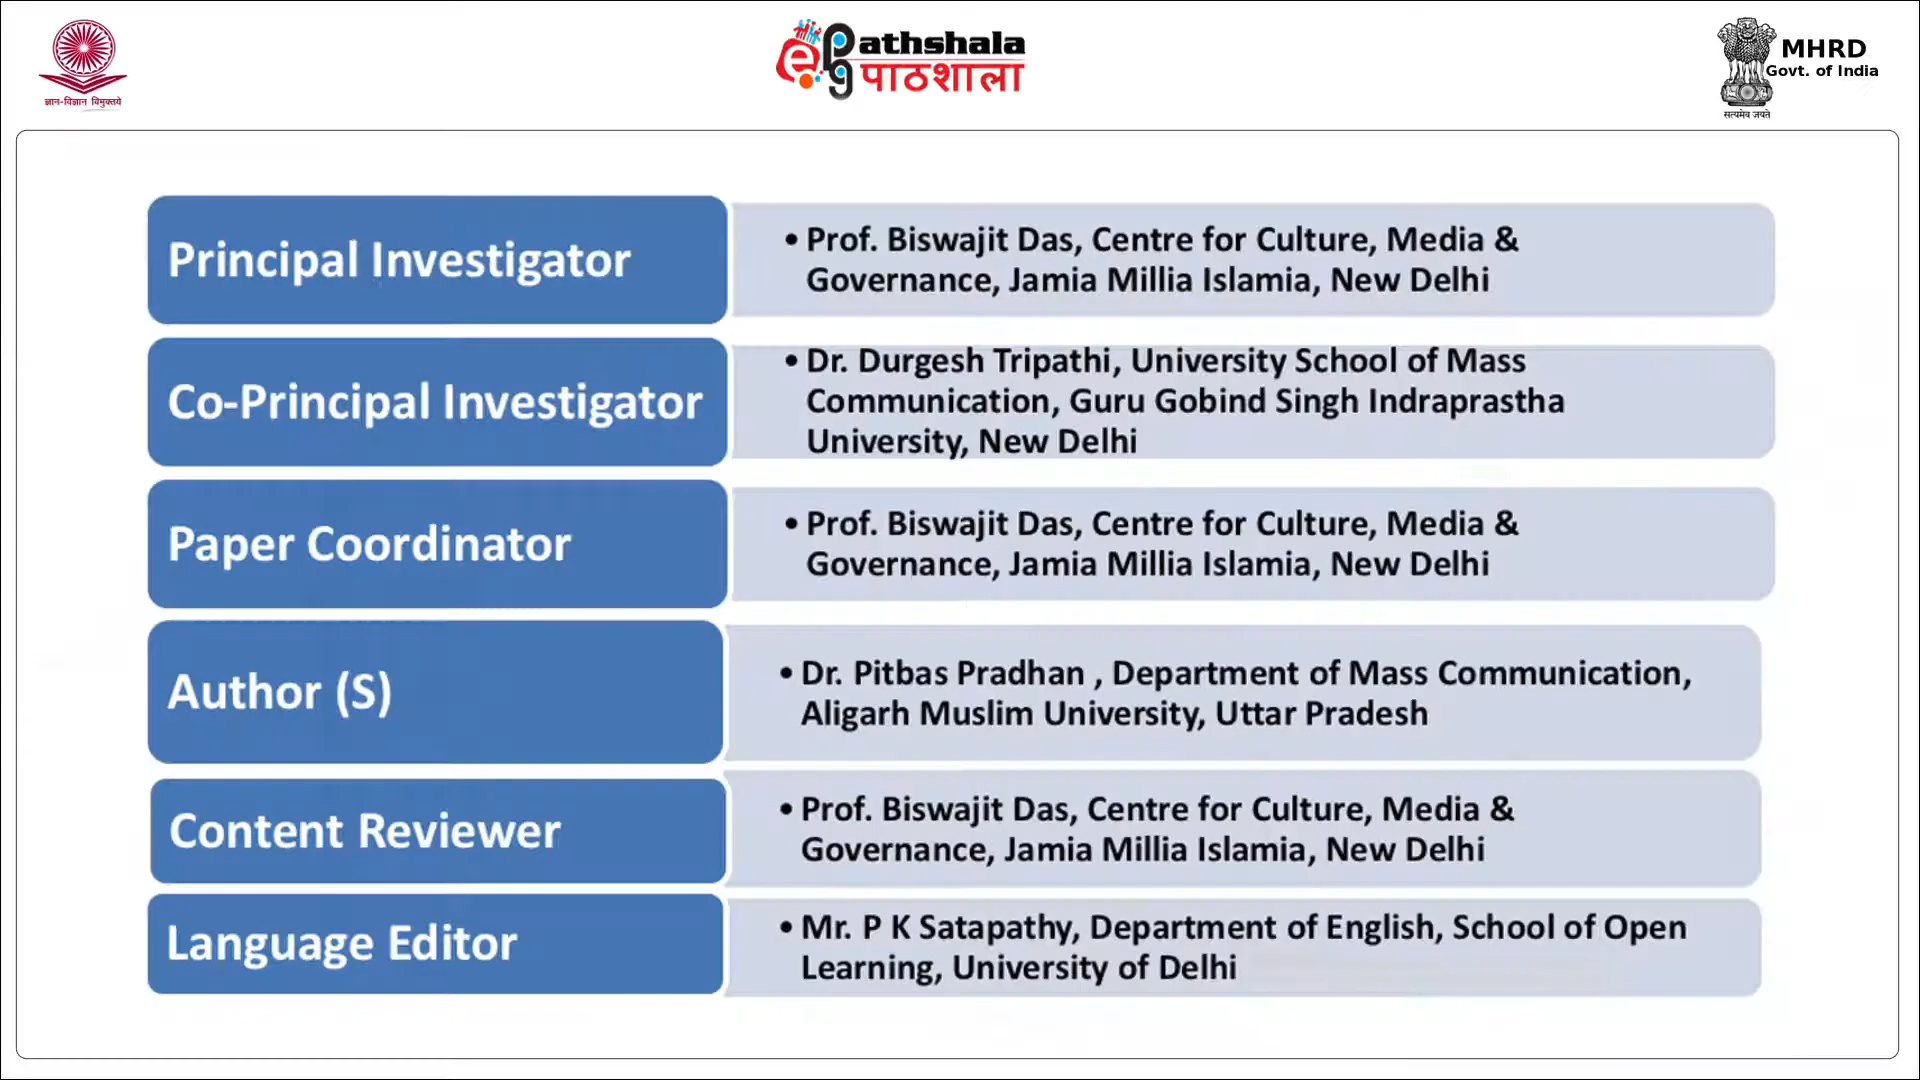 ज्ञान-विज्ञान विमुक्तये
ePG Pathshala
पाठशाला
MHRD
Govt. of India
सत्यमेव जयते
Principal Investigator
• Prof. Biswajit Das, Centre for Culture, Media &
Governance, Jamia Millia Islamia, New Delhi
Co-Principal Investigator
• Dr. Durgesh Tripathi, University School of Mass
Communication, Guru Gobind Singh Indraprastha
University, New Delhi
Paper Coordinator
• Prof. Biswajit Das, Centre for Culture, Media &
Governance, Jamia Millia Islamia, New Delhi
Author (S)
• Dr. Pitbas Pradhan , Department of Mass Communication,
Aligarh Muslim University, Uttar Pradesh
Content Reviewer
• Prof. Biswajit Das, Centre for Culture, Media &
Governance, Jamia Millia Islamia, New Delhi
Language Editor
• Mr. P K Satapathy, Department of English, School of Open
Learning, University of Delhi